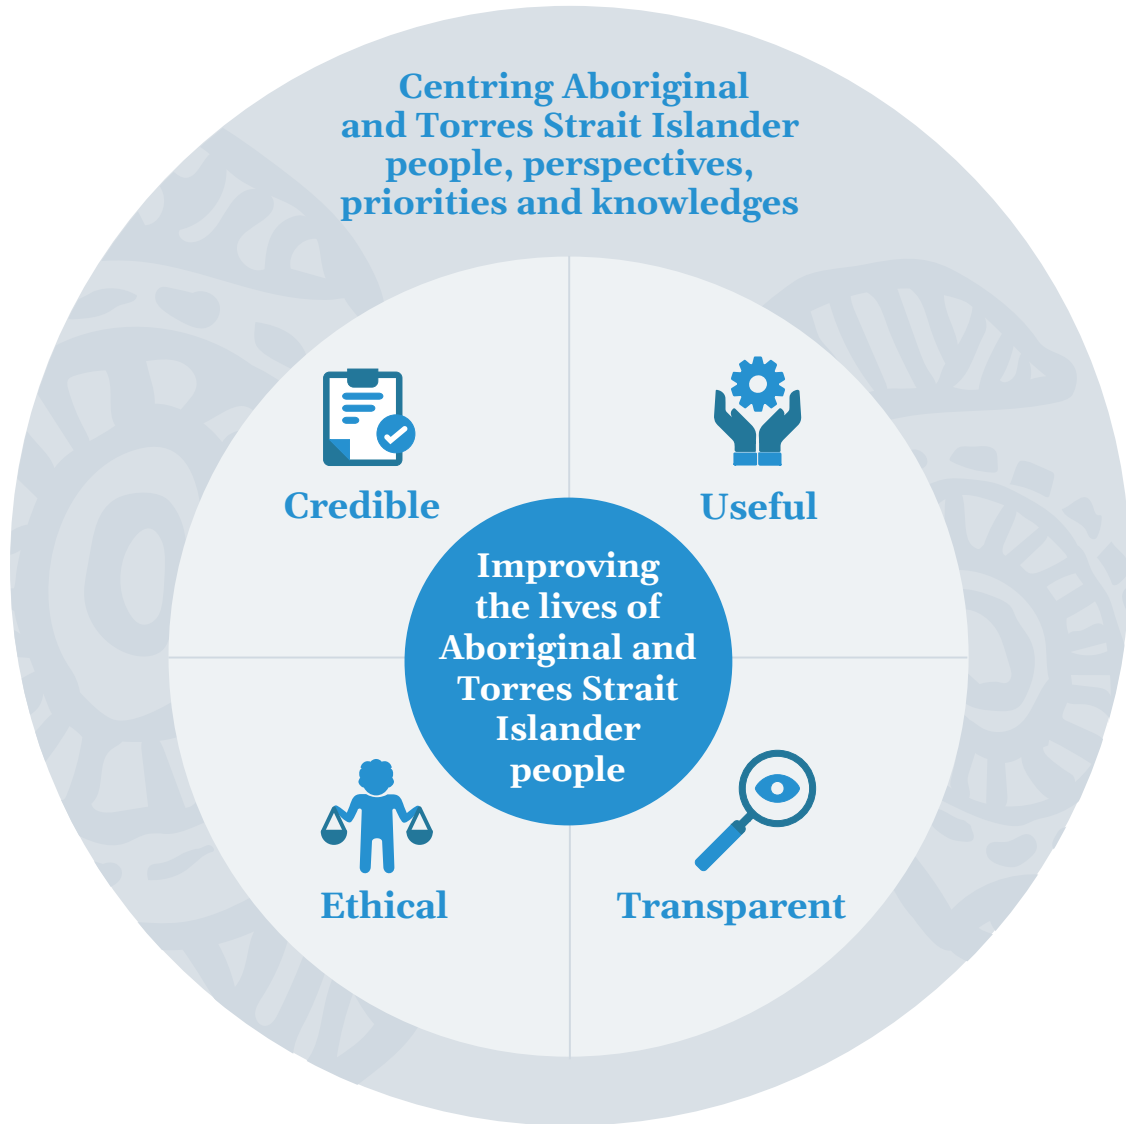 Centring Aboriginal
and Torres Strait Islander
people, perspectives,
priorities and knowledges
Credible
Useful
Improving
the lives of
Aboriginal and
Torres Strait
Islander
people
Ethical
Transparent